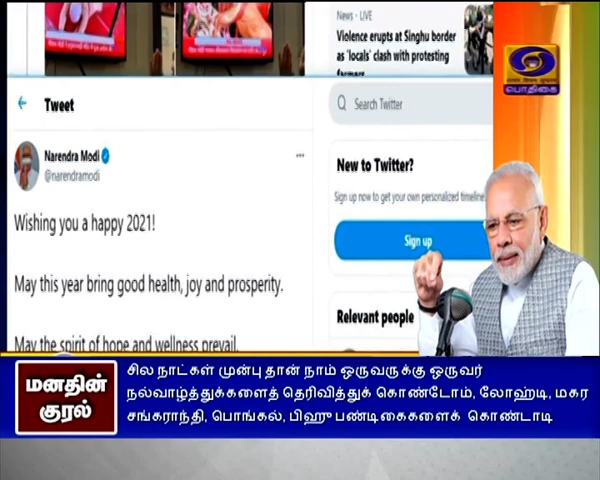 News · LIVE
Violence erupts at Singhu border
as 'locals' clash with protesting
farmers
பொதிகை
Tweet
Search Twitter
Narendra Modi
@narendramodi
New to Twitter?
Sign up now to get your own personalized timeline
Wishing you a happy 2021!
Sign up
May this year bring good health, joy and prosperity.
Relevant people
May the spirit of hope and wellness prevail.
மனதின்
குரல்
சில நாட்கள் முன்பு தான் நாம் ஒருவருக்கு ஒருவர்
நல்வாழ்த்துக்களைத் தெரிவித்துக் கொண்டோம், லோஹ்டி, மகர
சங்கராந்தி, பொங்கல், பிஹு பண்டிகைகளைக் கொண்டாடி